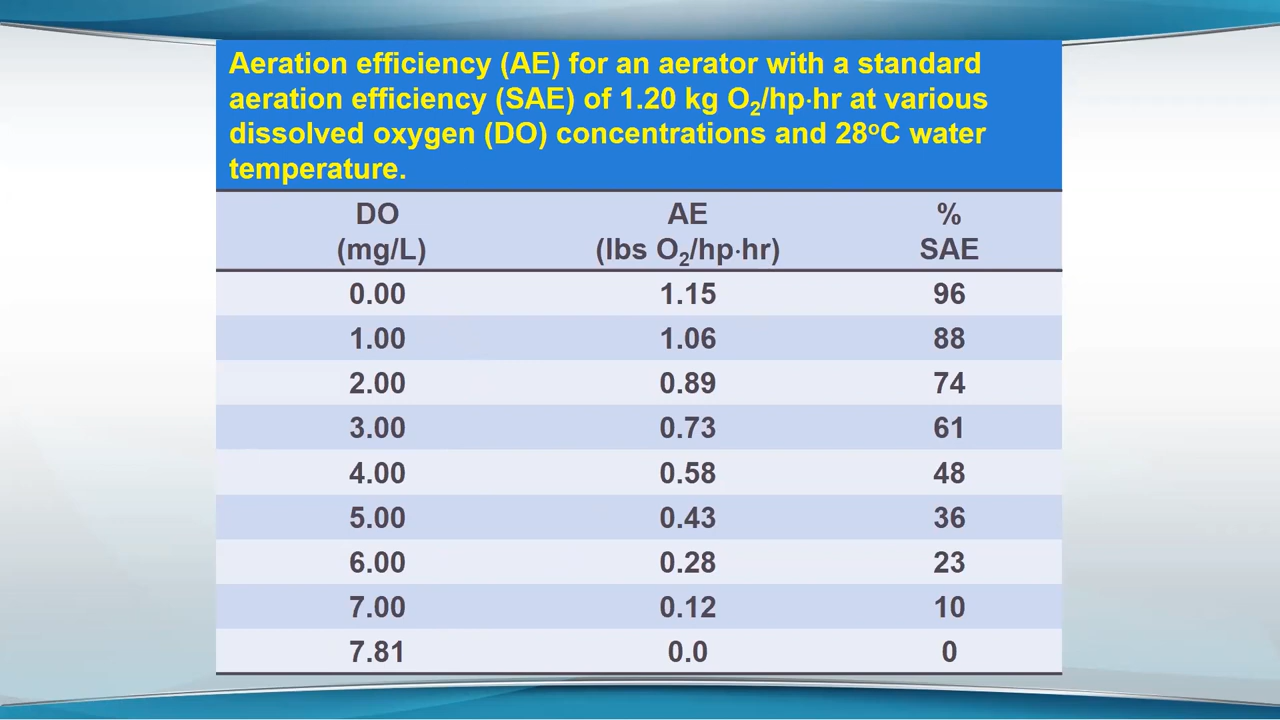 Aeration efficiency (AE) for an aerator with a standard
aeration efficiency (SAE) of 1.20 kg O₂/hp·hr at various
dissolved oxygen (DO) concentrations and 28ºC water
temperature.
DO AE %
(mg/L) (lbs O₂/hp·hr) SAE
0.00 1.15 96
1.00 1.06 88
2.00 0.89 74
3.00 0.73 61
4.00 0.58 48
5.00 0.43 36
6.00 0.28 23
7.00 0.12 10
7.81 0.0 0